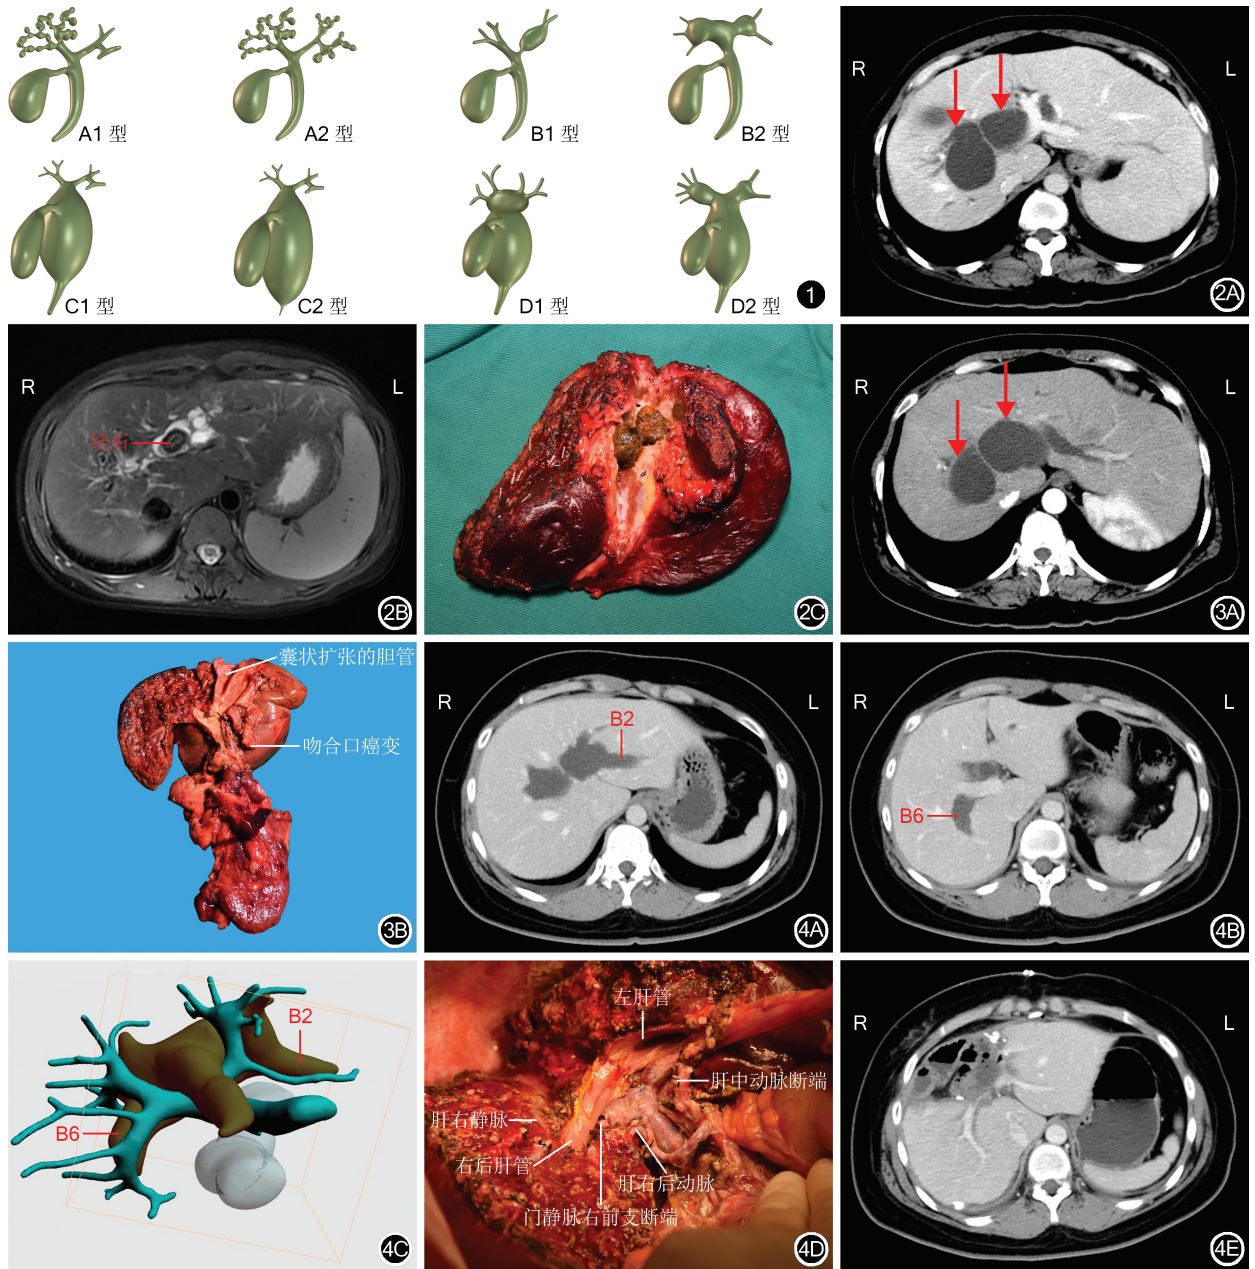 A1 型
A2 型
B1 型
B2 型
C1 型
C2 型
D1 型
D2 型
1
R
L
2A
R
L
结石
2B
2C
R
L
3A
囊状扩张的胆管
吻合口癌变
3B
R
L
B2
4A
R
L
B6
4B
B2
B6
4C
左肝管
肝中动脉断端
肝右静脉
右后肝管
肝右后动脉
门静脉右前支断端
4D
R
L
4E